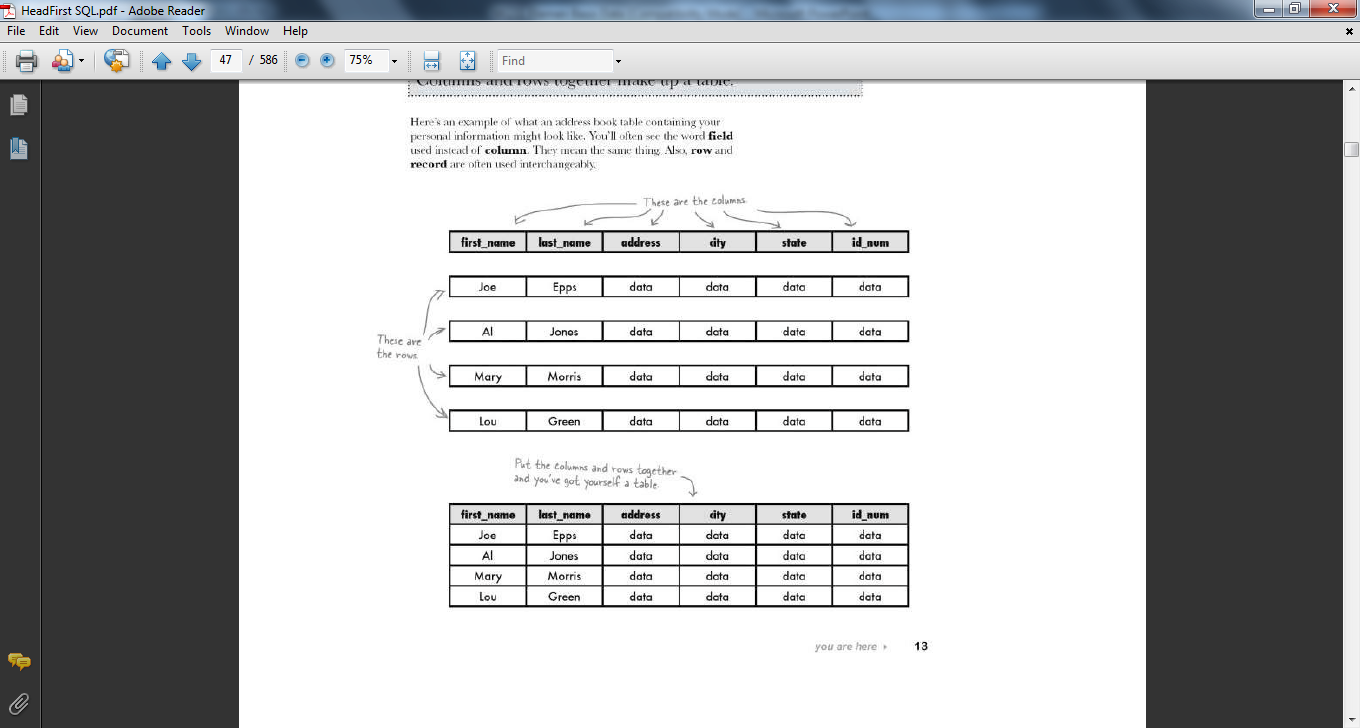 HeadFirst SQL.pdf - Adobe Reader
File Edit View Document Tools Window Help
47 / 586 75% Find
Columns and rows together make up a table.
Here's an example of what an address book table containing your
personal information might look like. You'll often see the word field
used instead of column. They mean the same thing. Also, row and
record are often used interchangeably.
These are the columns.
first_name last_name address city state id_num
Joe Epps data data data data
Al Jones data data data data
These are
the rows.
Mary Morris data data data data
Lou Green data data data data
Put the columns and rows together
and you've got yourself a table.
first_name last_name address city state id_num
Joe Epps data data data data
Al Jones data data data data
Mary Morris data data data data
Lou Green data data data data
you are here 13